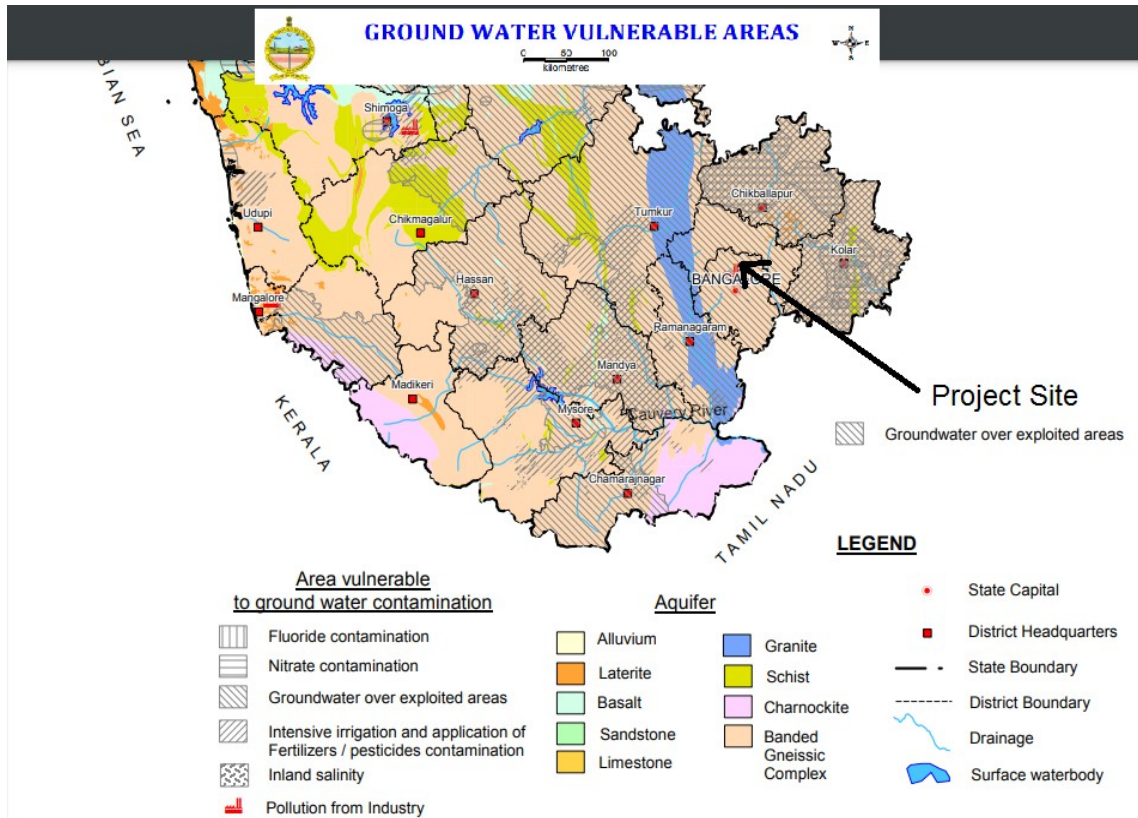 GROUND WATER VULNERABLE AREAS
N
W E
S
0 50 100
kilometres
BIAN SEA
Shimoga
Chikballapur
Udupi
Chikmagalur
Tumkur
Kolar
Hassan
BANGALORE
Mangalore
Ramanagaram
Mandya
Madikeri
Project Site
Cauvery River
Mysore
KERALA
Groundwater over exploited areas
Chamarajnagar
TAMIL NADU
LEGEND
Area vulnerable
to ground water contamination
Fluoride contamination
Nitrate contamination
Groundwater over exploited areas
Intensive irrigation and application of
Fertilizers / pesticides contamination
Inland salinity
Pollution from Industry
Aquifer
Alluvium
Laterite
Basalt
Sandstone
Limestone
Granite
Schist
Charnockite
Banded
Gneissic
Complex
State Capital
District Headquarters
State Boundary
District Boundary
Drainage
Surface waterbody